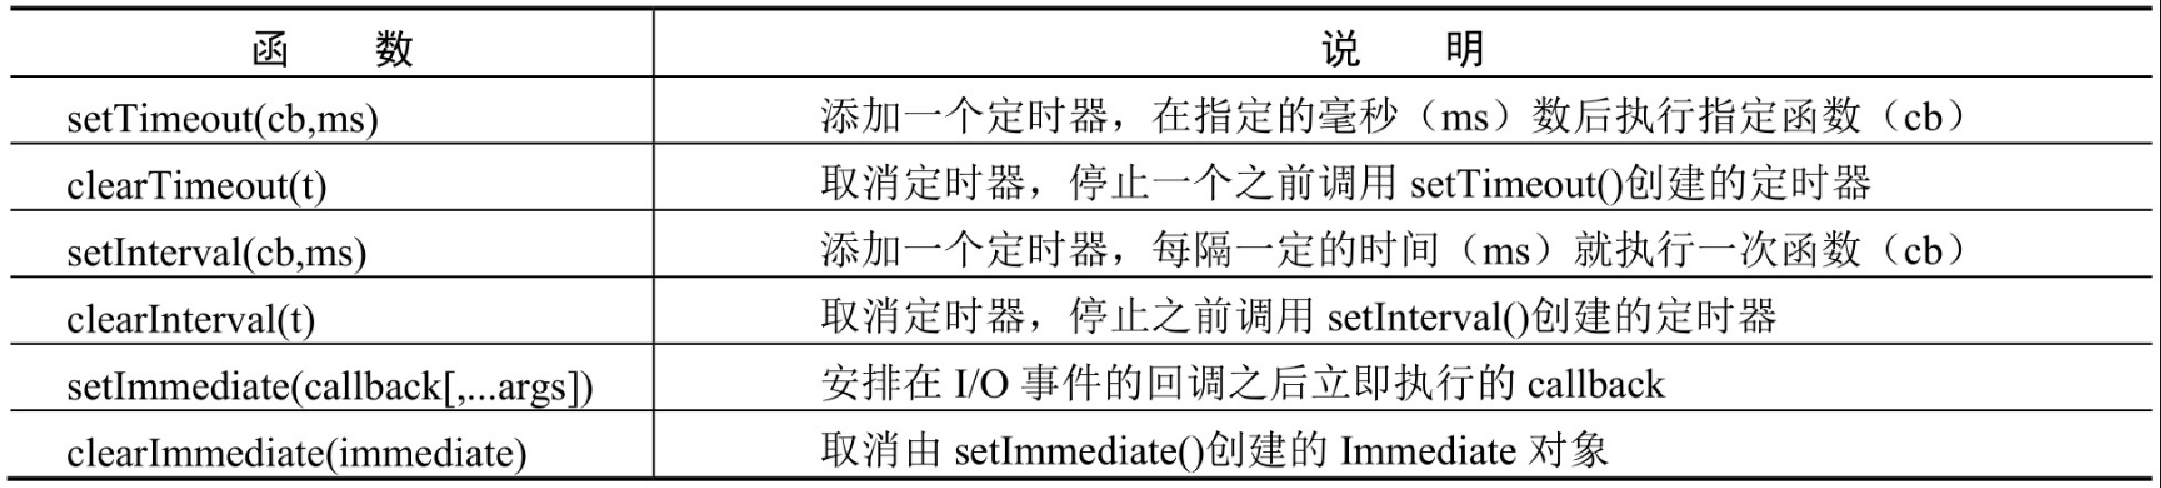 函 数 说 明
setTimeout(cb,ms) 添加一个定时器，在指定的毫秒（ms）数后执行指定函数（cb）
clearTimeout(t) 取消定时器，停止一个之前调用 setTimeout()创建的定时器
setInterval(cb,ms) 添加一个定时器，每隔一定的时间（ms）就执行一次函数（cb）
clearInterval(t) 取消定时器，停止之前调用 setInterval()创建的定时器
setImmediate(callback[,...args]) 安排在 I/O 事件的回调之后立即执行的 callback
clearImmediate(immediate) 取消由 setImmediate()创建的 Immediate 对象